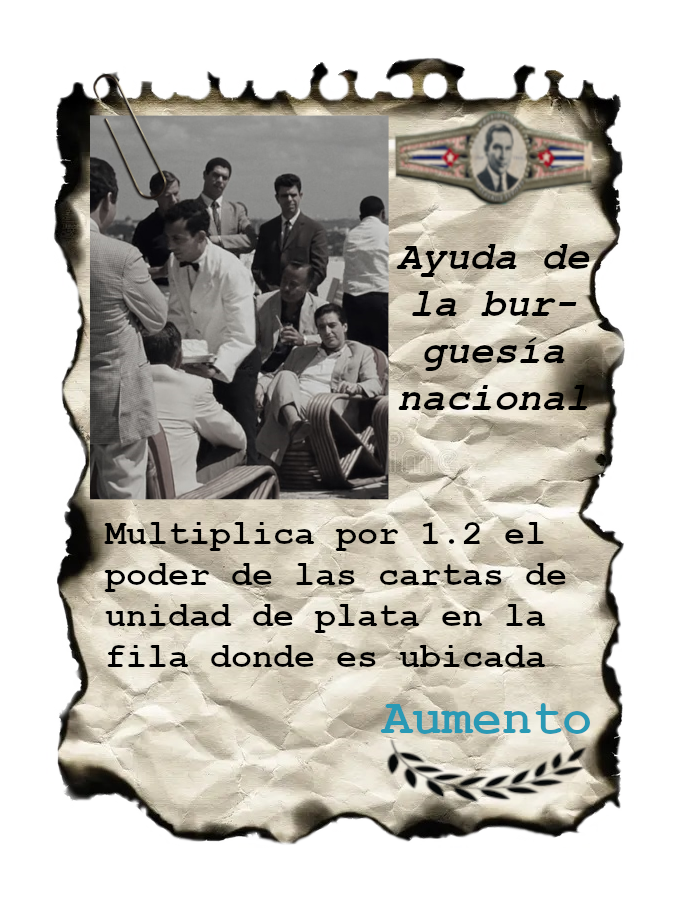 Ayuda de
la bur-
guesía
nacional
Multiplica por 1.2 el
poder de las cartas de
unidad de plata en la
fila donde es ubicada
Aumento